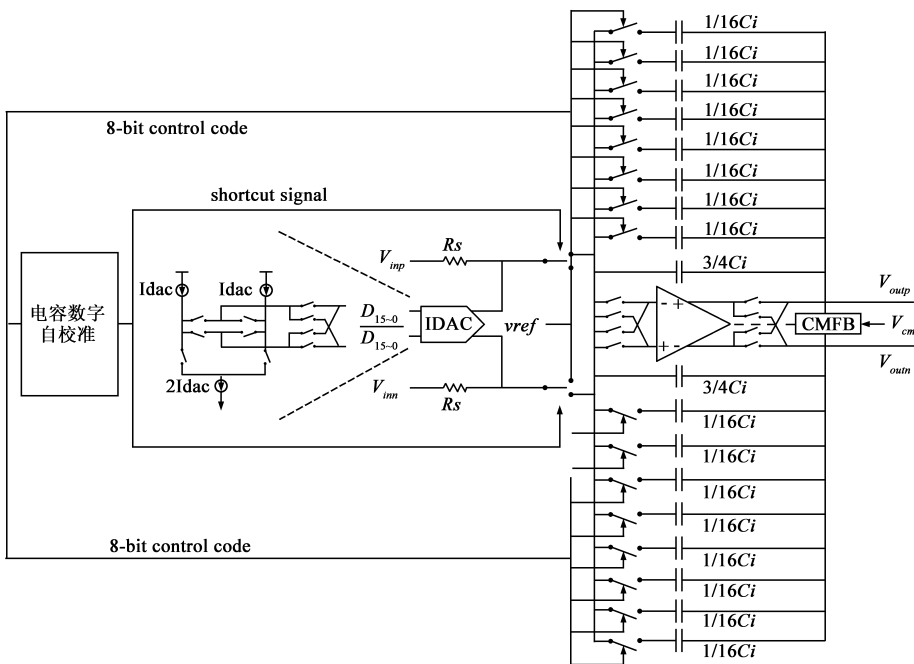 1/16Ci
1/16Ci
1/16Ci
1/16Ci
8-bit control code
1/16Ci
1/16Ci
shortcut signal
1/16Ci
1/16Ci
Vinp
Rs
3/4Ci
Idac
Idac
Voutp
电容数字
自校准
D15~0
D15~0
IDAC
vref
CMFB
Vcm
2Idac
Vinn
Rs
Voutn
3/4Ci
1/16Ci
1/16Ci
1/16Ci
1/16Ci
8-bit control code
1/16Ci
1/16Ci
1/16Ci
1/16Ci